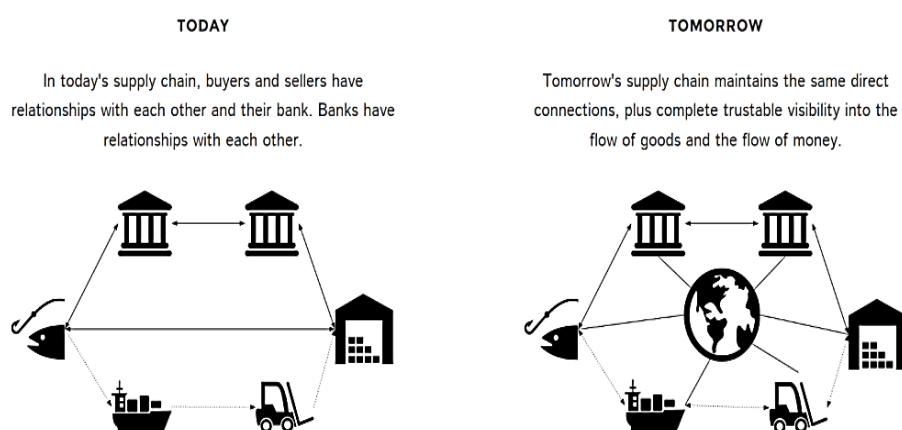 TODAY
In today's supply chain, buyers and sellers have
relationships with each other and their bank. Banks have
relationships with each other.
TOMORROW
Tomorrow's supply chain maintains the same direct
connections, plus complete trustable visibility into the
flow of goods and the flow of money.